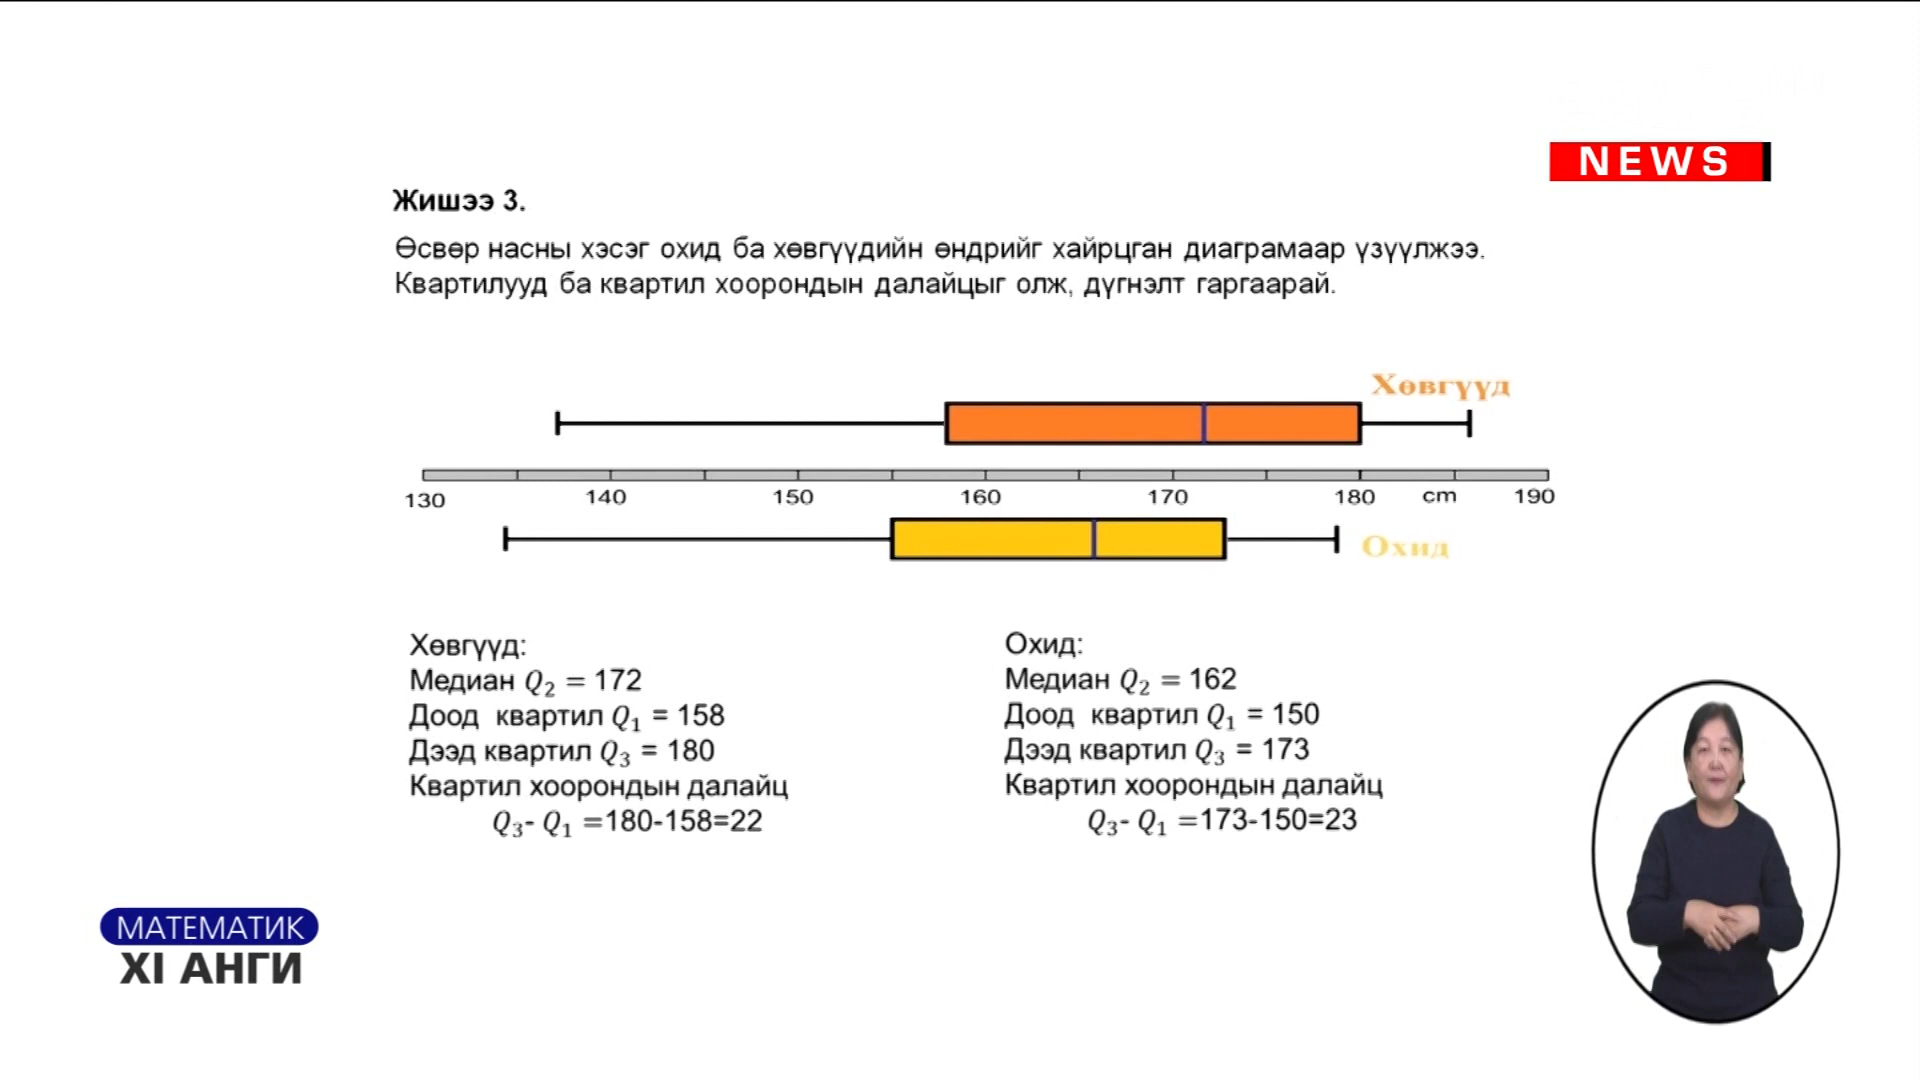 NEWS
Жишээ 3.
Өсвөр насны хэсэг охид ба хөвгүүдийн өндрийг хайрцган диаграмаар үзүүлжээ.
Квартилууд ба квартил хоорондын далайцыг олж, дүгнэлт гаргаарай.
Хөвгүүд
130 140 150 160 170 180 cm 190
Охид
Хөвгүүд:
Медиан Q₂ = 172
Доод квартил Q₁ = 158
Дээд квартил Q₃ = 180
Квартил хоорондын далайц
Q₃- Q₁ =180-158=22
Охид:
Медиан Q₂ = 162
Доод квартил Q₁ = 150
Дээд квартил Q₃ = 173
Квартил хоорондын далайц
Q₃- Q₁ =173-150=23
МАТЕМАТИК
XI АНГИ